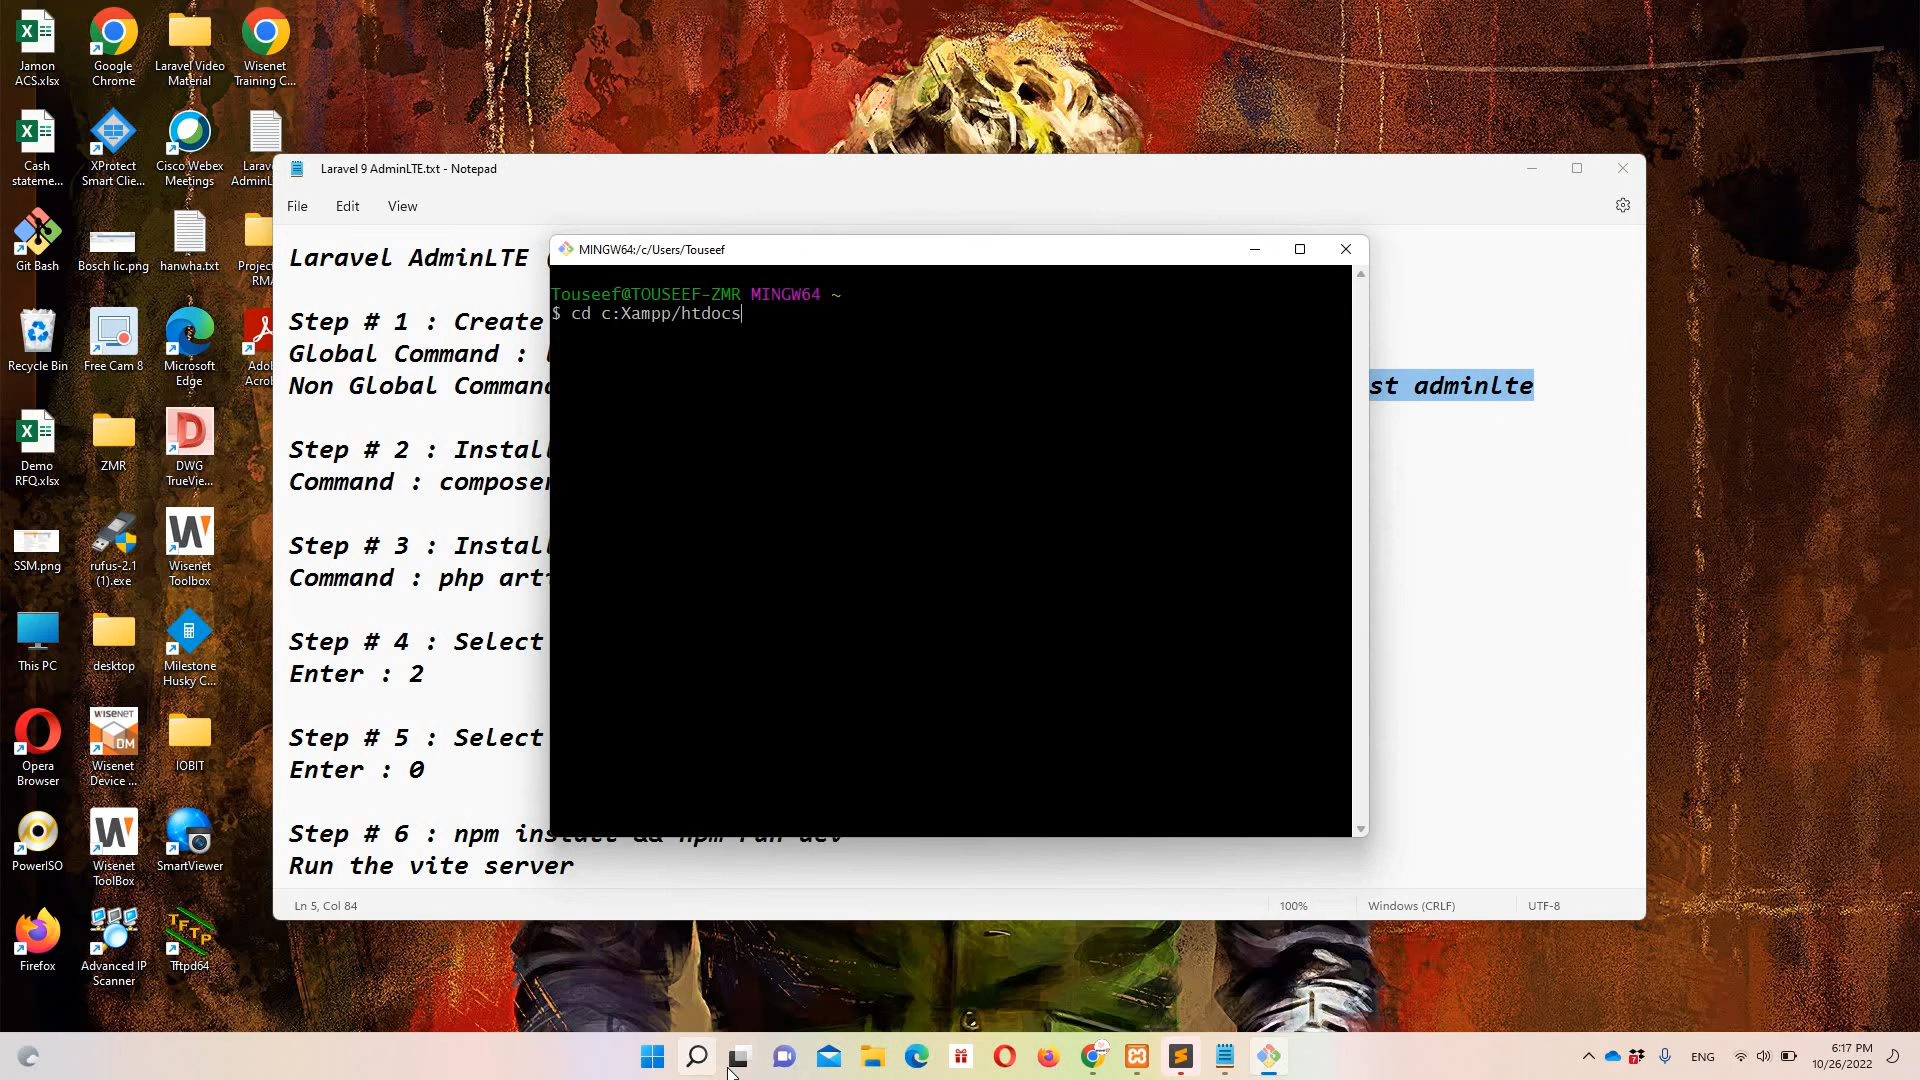 Jamon
ACS.xlsx
Google
Chrome
Laravel Video
Material
Wisenet
Training C...
Cash
stateme...
XProtect
Smart Clie...
Cisco Webex
Meetings
Git Bash
Bosch lic.png
hanwha.txt
Recycle Bin
Free Cam 8
Microsoft
Edge
Demo
RFQ.xlsx
ZMR
DWG
TrueVie...
SSM.png
rufus-2.1
(1).exe
Wisenet
Toolbox
This PC
desktop
Milestone
Husky C...
Opera
Browser
WISENET
DM
Wisenet
Device ...
IOBIT
PowerISO
Wisenet
ToolBox
SmartViewer
Firefox
Advanced IP
Scanner
TFTP
Tftpd64
Laravel 9 AdminLTE.txt - Notepad
File Edit View
Laravel AdminLTE
Step # 1 : Create
Global Command :
Non Global Command st adminlte
Step # 2 : Install
Command : composer
Step # 3 : Install
Command : php
Step # 4 : Select
Enter : 2
Step # 5 : Select
Enter : 0
Step # 6 : npm install && npm run dev
Run the vite server
Ln 5, Col 84 100% Windows (CRLF) UTF-8
MINGW64:/c/Users/Touseef
Touseef@TOUSEEF-ZMR MINGW64 ~
$ cd c:Xampp/htdocs
ENG
6:17 PM
10/26/2022